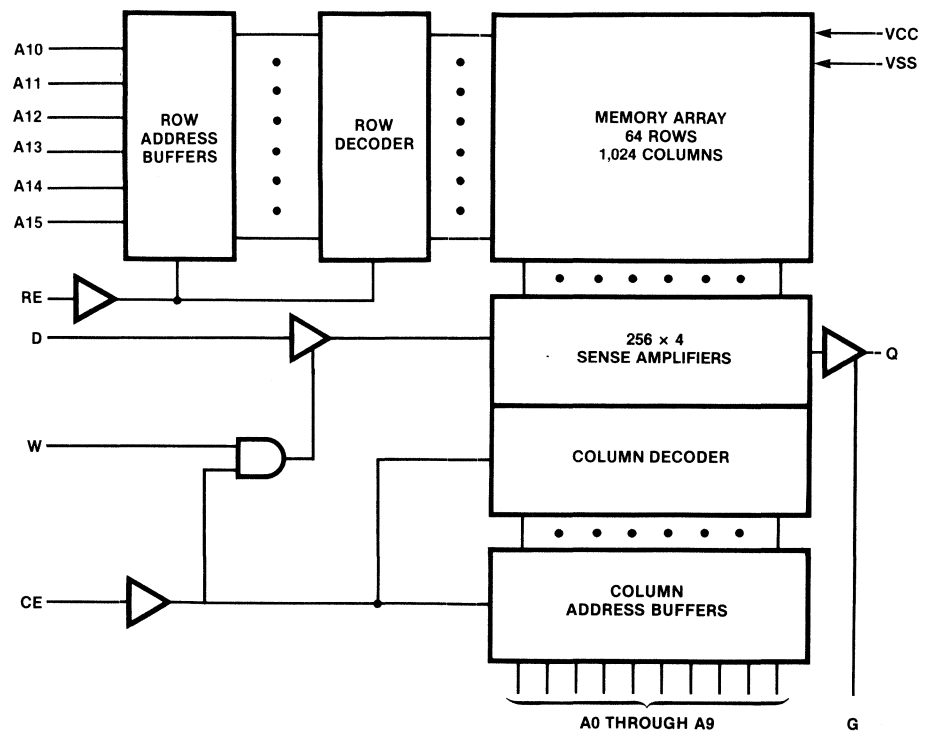 A10
A11
A12
A13
A14
A15
ROW
ADDRESS
BUFFERS
ROW
DECODER
MEMORY ARRAY
64 ROWS
1,024 COLUMNS
VCC
VSS
RE
D
256 × 4
SENSE AMPLIFIERS
Q
W
COLUMN DECODER
CE
COLUMN
ADDRESS BUFFERS
A0 THROUGH A9
G